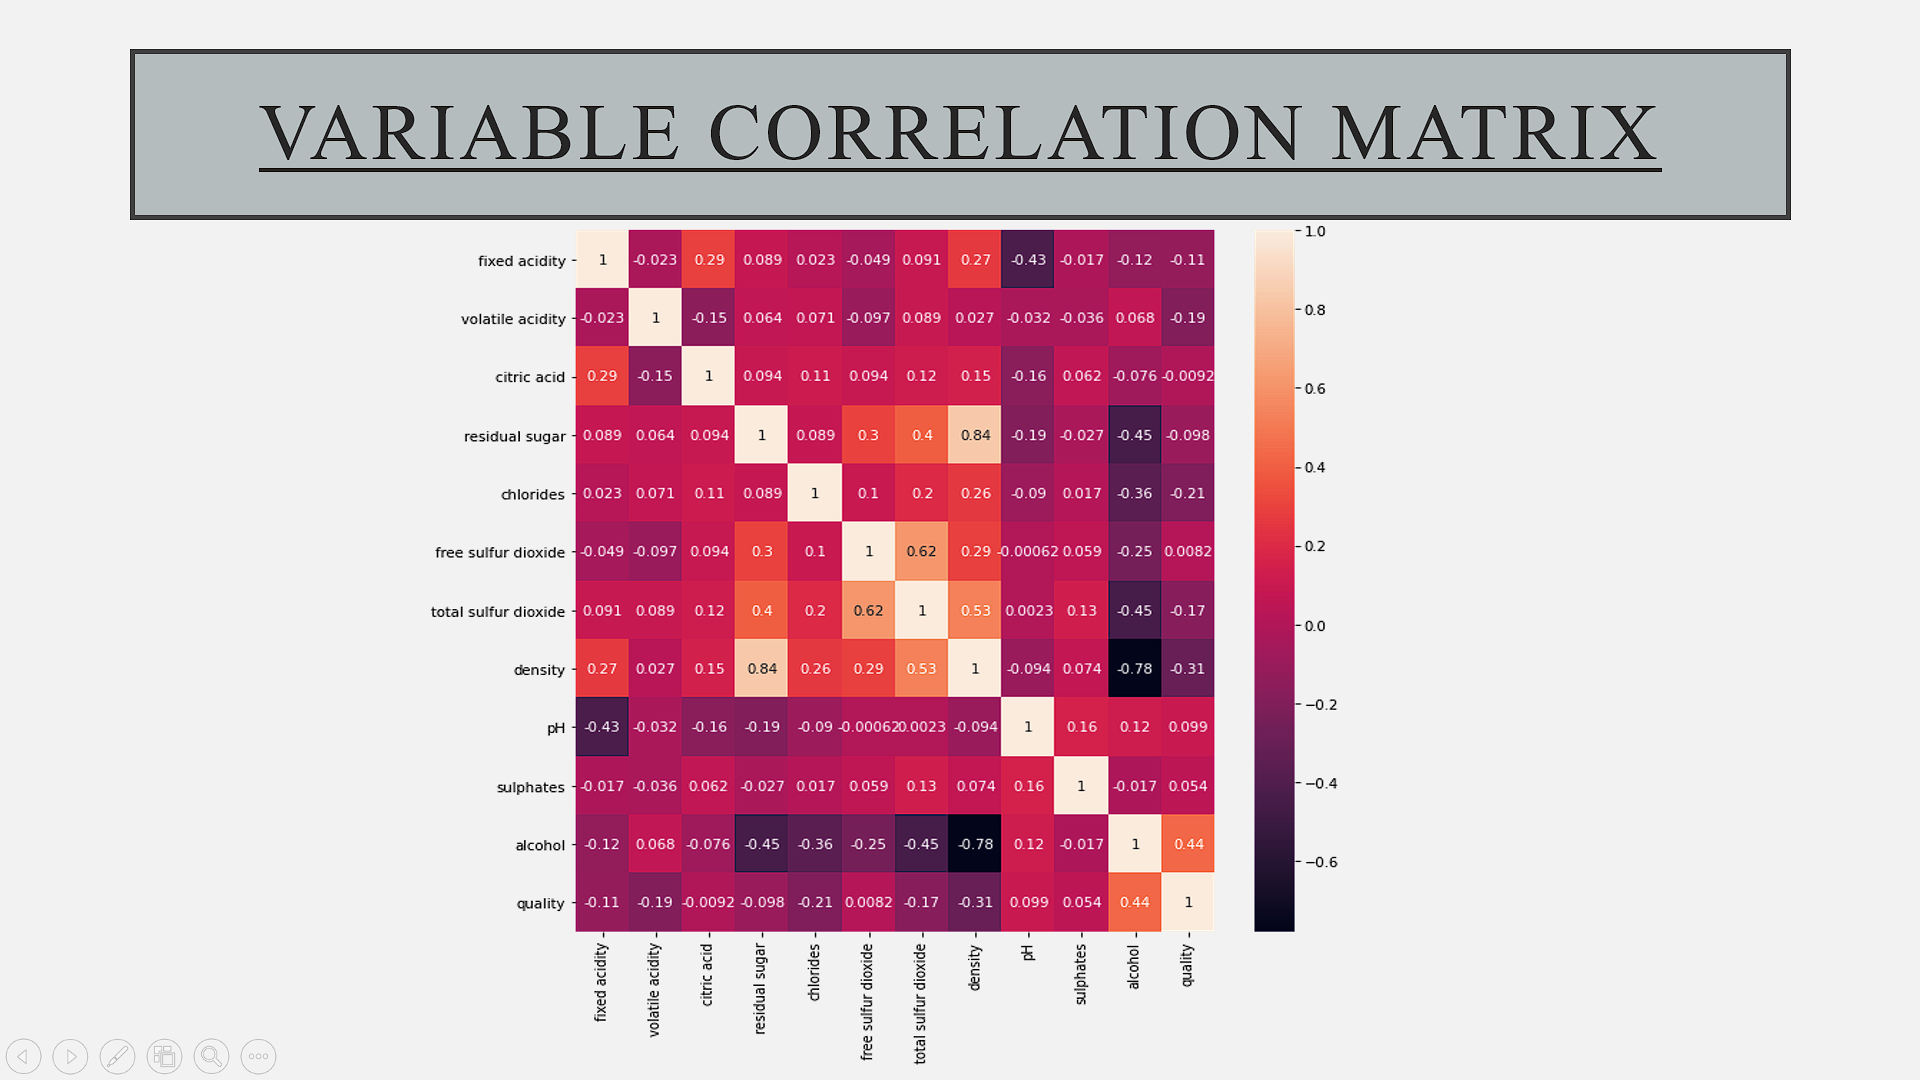 VARIABLE CORRELATION MATRIX
fixed acidity 1 -0.023 0.29 0.089 0.023 -0.049 0.091 0.27 -0.43 -0.017 -0.12 -0.11
volatile acidity -0.023 1 -0.15 0.064 0.071 -0.097 0.089 0.027 -0.032 -0.036 0.068 -0.19
citric acid 0.29 -0.15 1 0.094 0.11 0.094 0.12 0.15 -0.16 0.062 -0.076 -0.0092
residual sugar 0.089 0.064 0.094 1 0.089 0.3 0.4 0.84 -0.19 -0.027 -0.45 -0.098
chlorides 0.023 0.071 0.11 0.089 1 0.1 0.2 0.26 -0.09 0.017 -0.36 -0.21
free sulfur dioxide -0.049 -0.097 0.094 0.3 0.1 1 0.62 0.29 -0.00062 0.059 -0.25 0.0082
total sulfur dioxide 0.091 0.089 0.12 0.4 0.2 0.62 1 0.53 0.0023 0.13 -0.45 -0.17
density 0.27 0.027 0.15 0.84 0.26 0.29 0.53 1 -0.094 0.074 -0.78 -0.31
pH -0.43 -0.032 -0.16 -0.19 -0.09 -0.00062 0.0023 -0.094 1 0.16 0.12 0.099
sulphates -0.017 -0.036 0.062 -0.027 0.017 0.059 0.13 0.074 0.16 1 -0.017 0.054
alcohol -0.12 0.068 -0.076 -0.45 -0.36 -0.25 -0.45 -0.78 0.12 -0.017 1 0.44
quality -0.11 -0.19 -0.0092 -0.098 -0.21 0.0082 -0.17 -0.31 0.099 0.054 0.44 1
fixed acidity
volatile acidity
citric acid
residual sugar
chlorides
free sulfur dioxide
total sulfur dioxide
density
pH
sulphates
alcohol
quality
1.0
0.8
0.6
0.4
0.2
0.0
−0.2
−0.4
−0.6